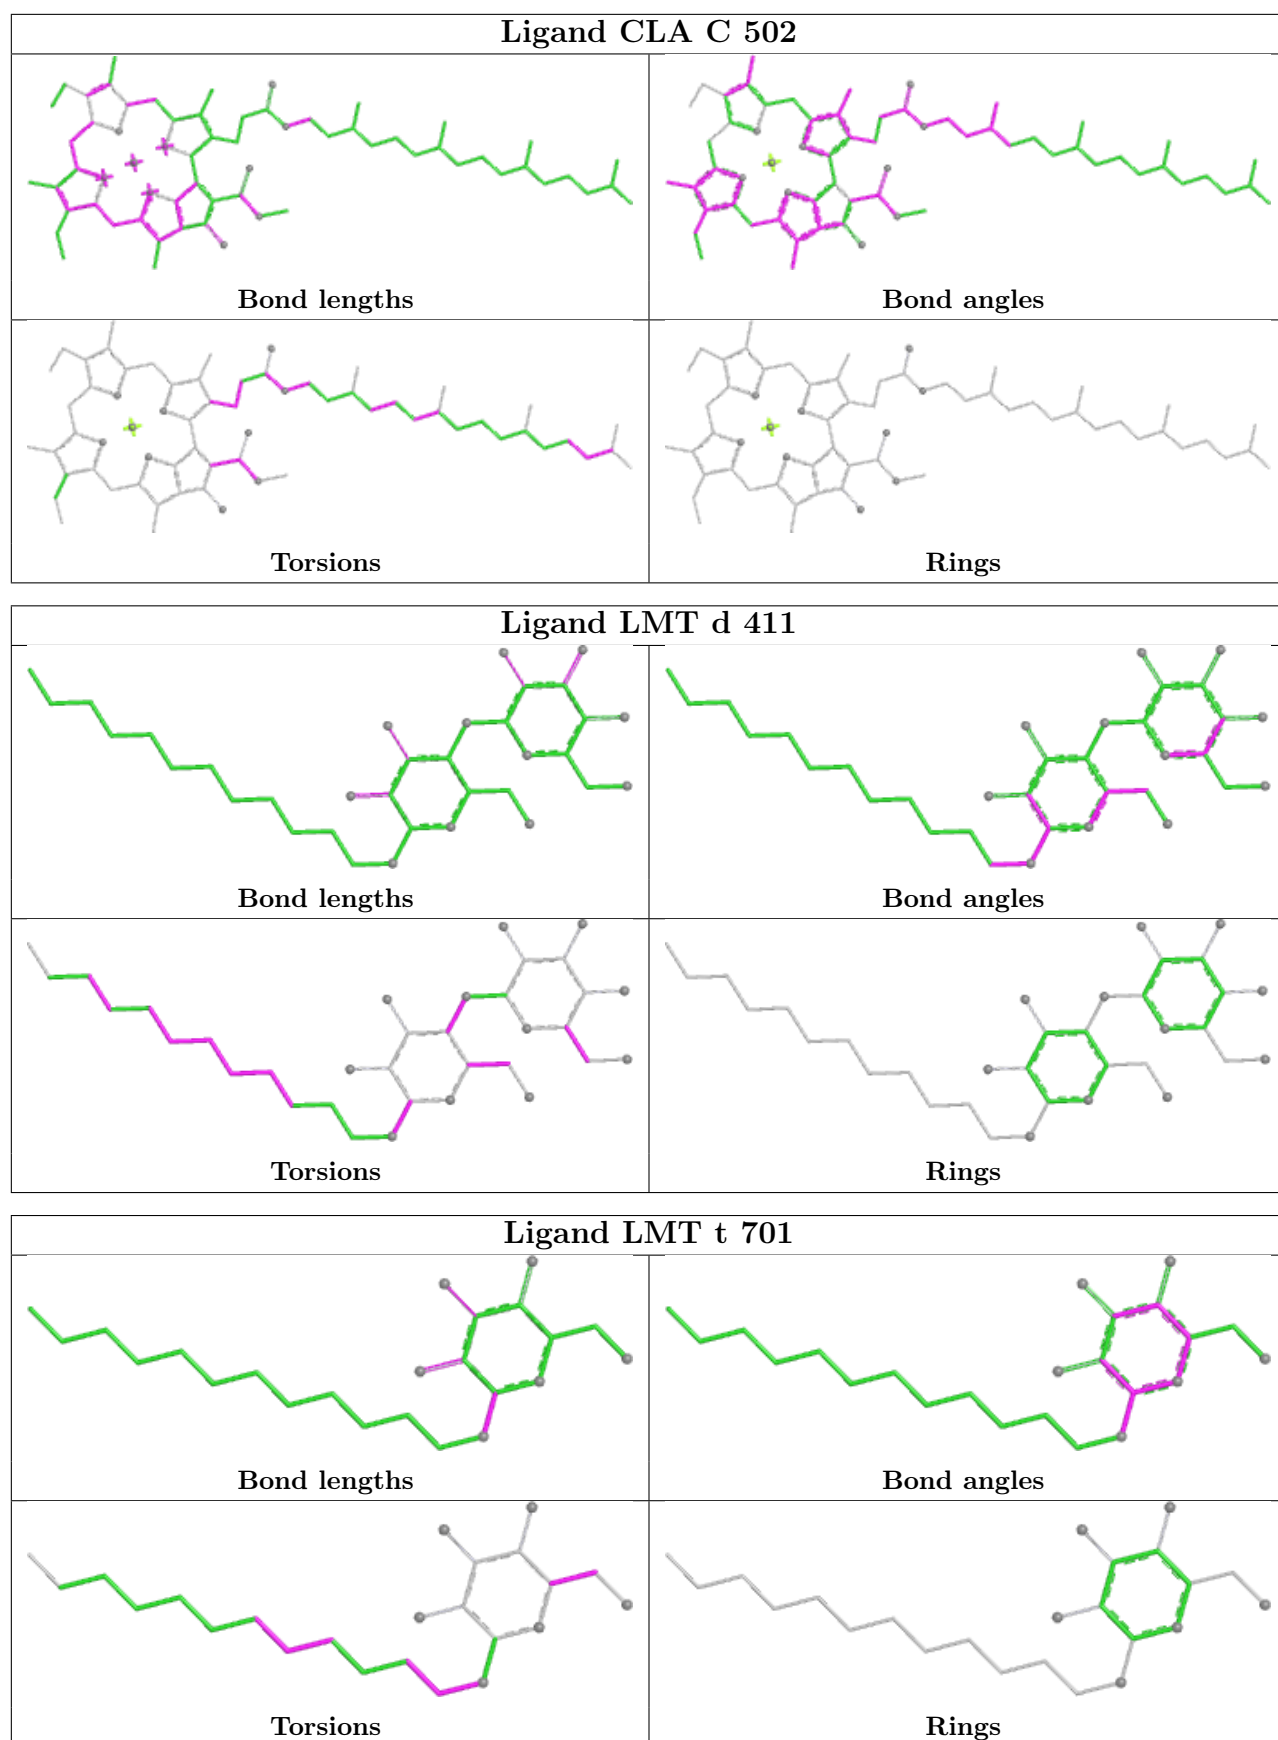 Ligand CLA C 502
Bond lengths
Bond angles
Torsions
Rings
Ligand LMT d 411
Bond lengths
Bond angles
Torsions
Rings
Ligand LMT t 701
Bond lengths
Bond angles
Torsions
Rings